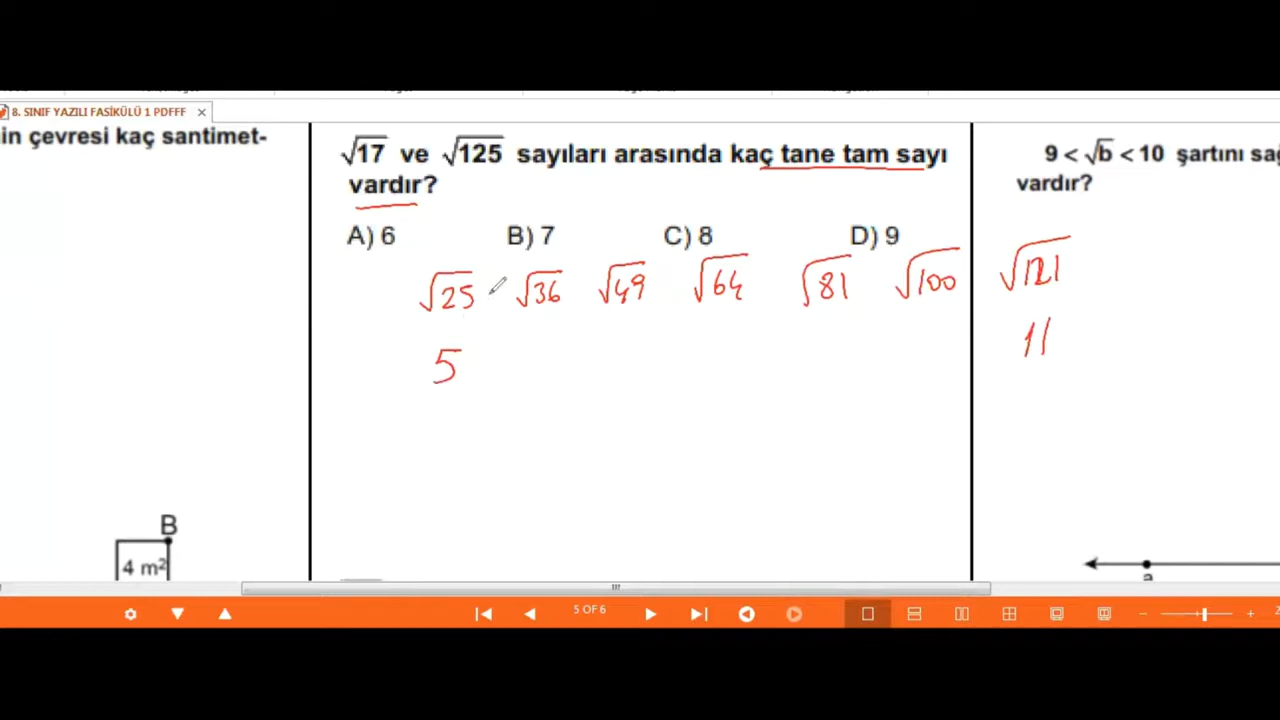 8. SINIF YAZILI FASİKÜLÜ 1 PDFFF ×
in çevresi kaç santimet-
√17 ve √125 sayıları arasında kaç tane tam sayı
vardır?
A) 6 B) 7 C) 8 D) 9
√25 √36 √49 √64 √81 √100 √121
5 11
9 < √b < 10 şartını
vardır?
B
4 m²
a
5 OF 6